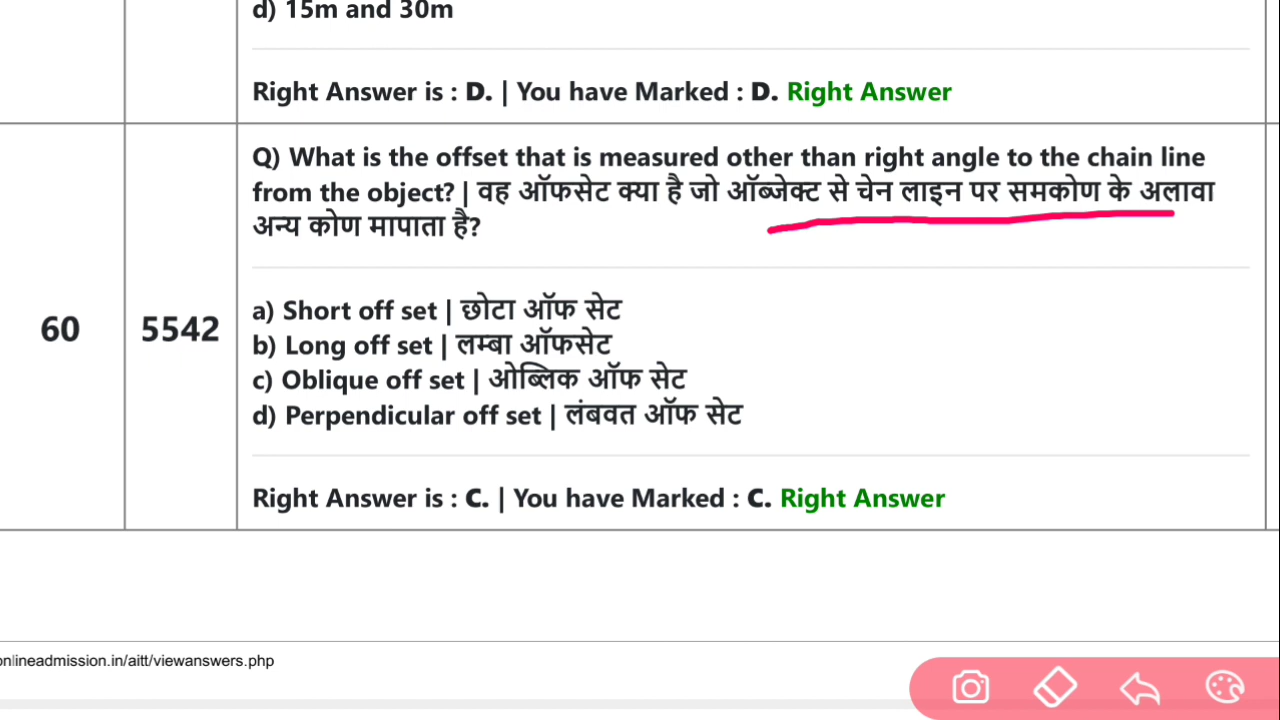 d) 15m and 30m
Right Answer is : D. | You have Marked : D. Right Answer
60
5542
Q) What is the offset that is measured other than right angle to the chain line
from the object? | वह ऑफसेट क्या है जो ऑब्जेक्ट से चेन लाइन पर समकोण के अलावा
अन्य कोण मापाता है?
a) Short off set | छोटा ऑफ सेट
b) Long off set | लम्बा ऑफसेट
c) Oblique off set | ओब्लिक ऑफ सेट
d) Perpendicular off set | लंबवत ऑफ सेट
Right Answer is : C. | You have Marked : C. Right Answer
onlineadmission.in/aitt/viewanswers.php